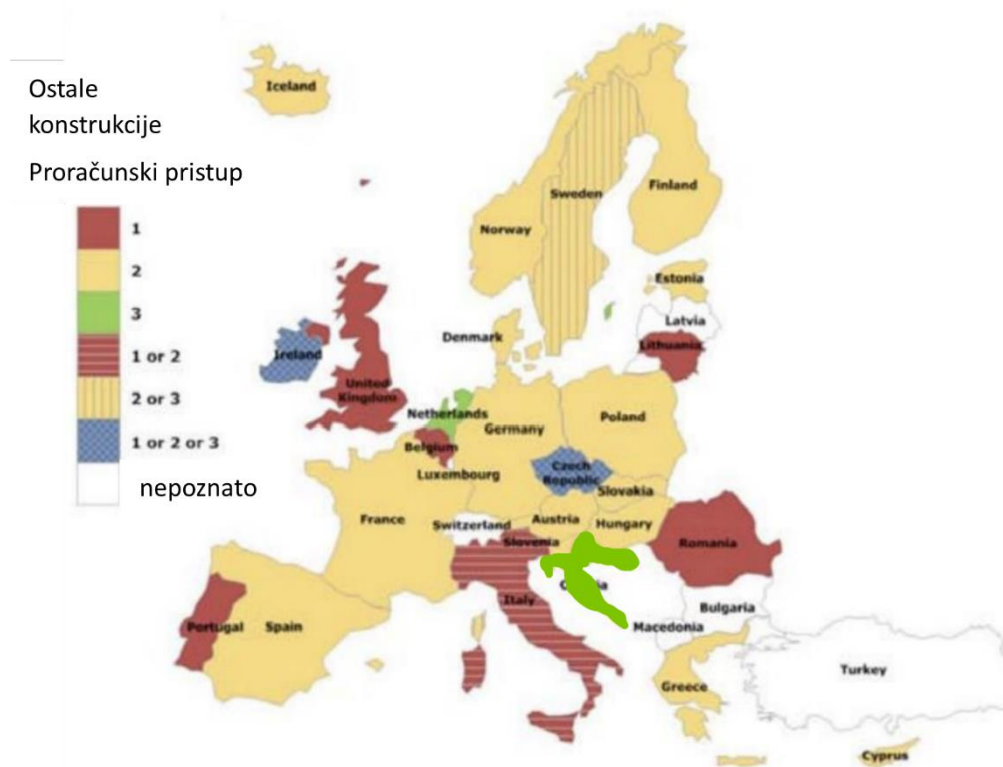 Ostale
konstrukcije
Proračunski pristup
1
2
3
1 or 2
2 or 3
1 or 2 or 3
nepoznato
Iceland
Sweden
Finland
Norway
Estonia
Latvia
Denmark
Lithuania
Ireland
United
Kingdom
Netherlands
Poland
Germany
Belgium
Czech
Republic
Luxembourg
Slovakia
France
Switzerland
Austria
Hungary
Slovenia
Romania
Italy
Bulgaria
Portugal
Spain
Macedonia
Turkey
Greece
Cyprus